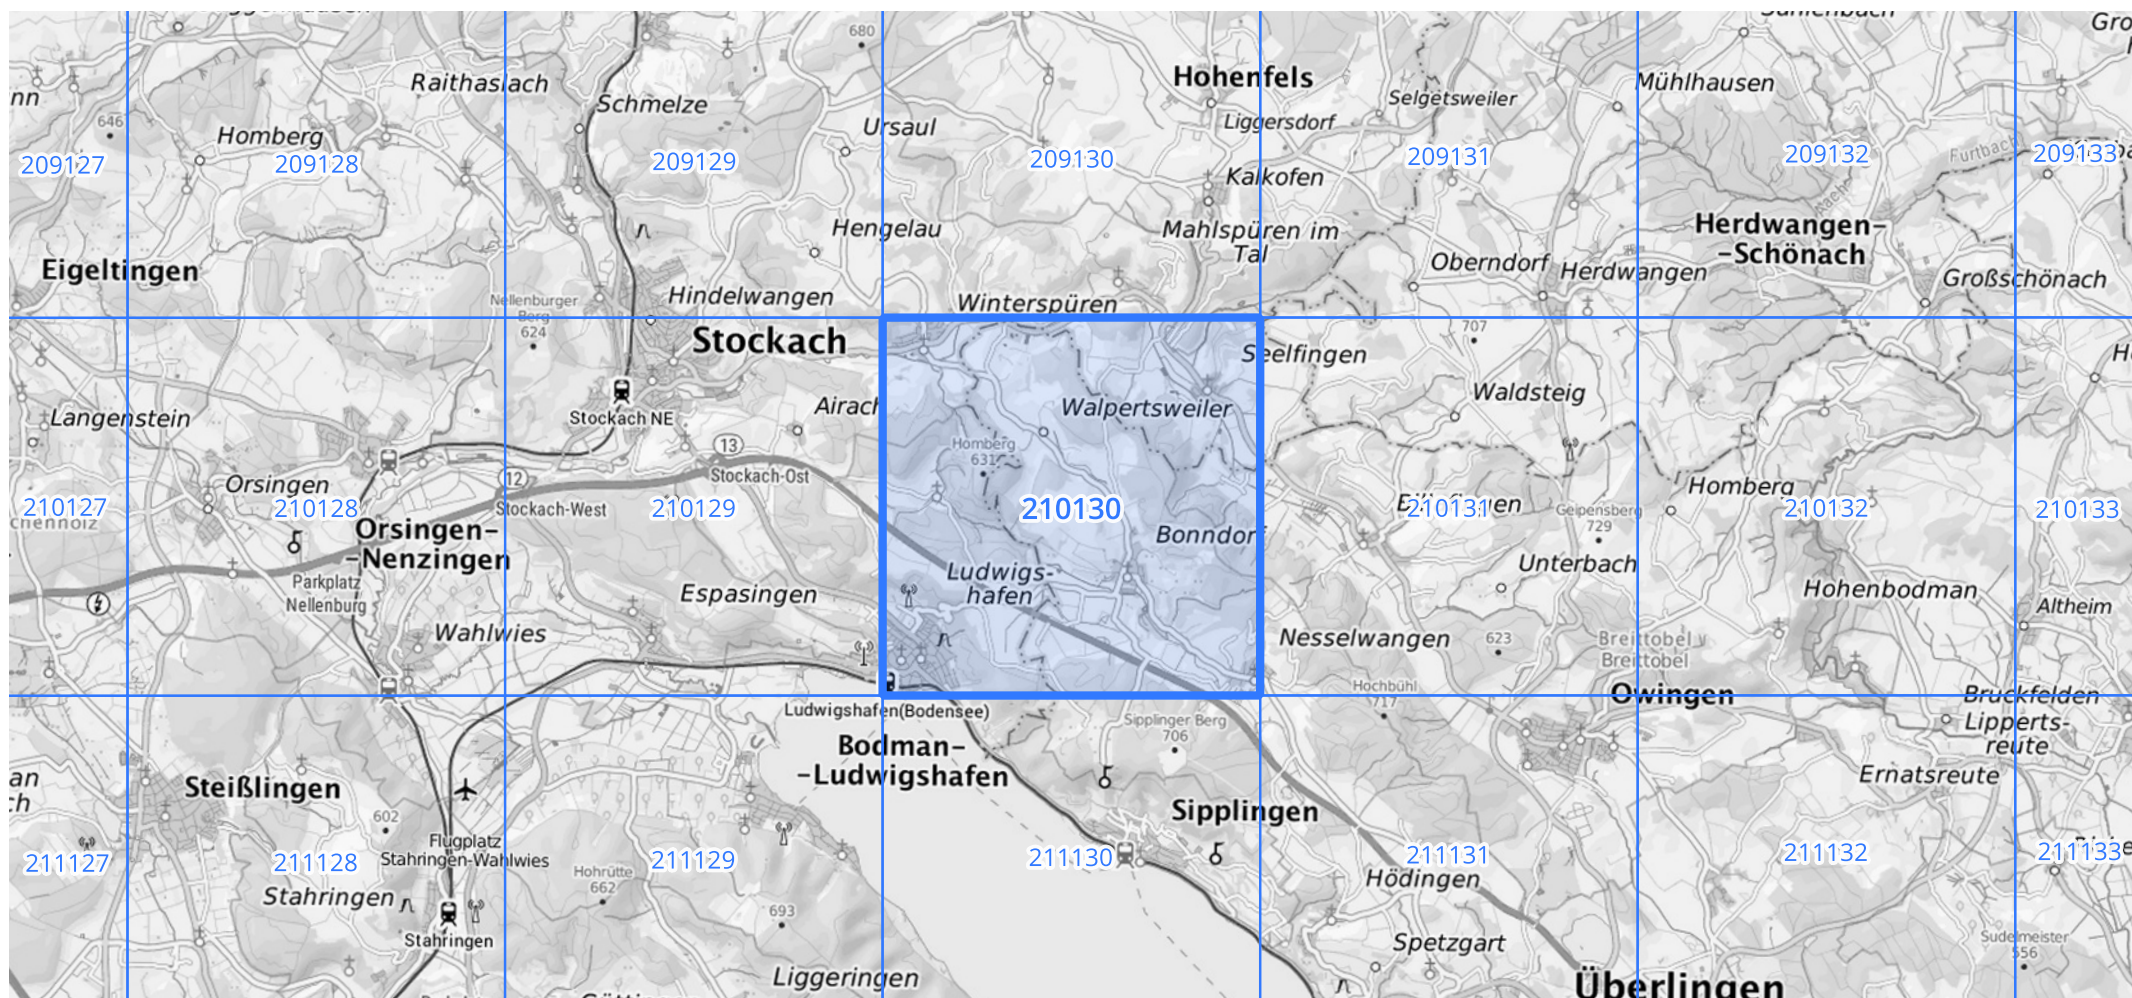 Raithaslach
680
Hohenfels
Mühlhausen
nn
Schmelze
Selgetsweiler
646
Homberg
Ursaul
Liggersdorf
209127
209128
209129
209130
209131
209132
Furtbach
209133
Kalkofen
Hengelau
Mahlspüren im
Tal
Herdwangen-
-Schönach
Eigeltingen
Oberndorf
Herdwangen
Großschönach
Nellenburger
Berg
624
Hindelwangen
Winterspüren
Stockach
707
Seelfingen
Stockach NE
Airach
Walpertsweiler
Waldsteig
Langenstein
13
Stockach-Ost
Homberg
631
12
Stockach-West
Orsingen
Homberg
210127
210128
210129
210130
210131
210132
210133
Geipensberg
729
Orsingen-
-Nenzingen
Bonndorf
Parkplatz
Nellenburg
Espasingen
Ludwigs-
hafen
Unterbach
Hohenbodman
Altheim
Wahlwies
Nesselwangen
623
Breittobel
Breittobel
Hochbühl
717
Owingen
Bruckfelden
Ludwigshafen(Bodensee)
Sipplinger Berg
706
Lipperts-
reute
Bodman-
-Ludwigshafen
Steißlingen
Ernatsreute
an
ch
602
Sipplingen
Flugplatz
Stahringen-Wahlwies
211127
211128
211129
211130
211131
211132
211133
Hohrütte
662
Hödingen
Stahringen
693
Stahringen
Spetzgart
Sudelmeister
656
Liggeringen
Überlingen